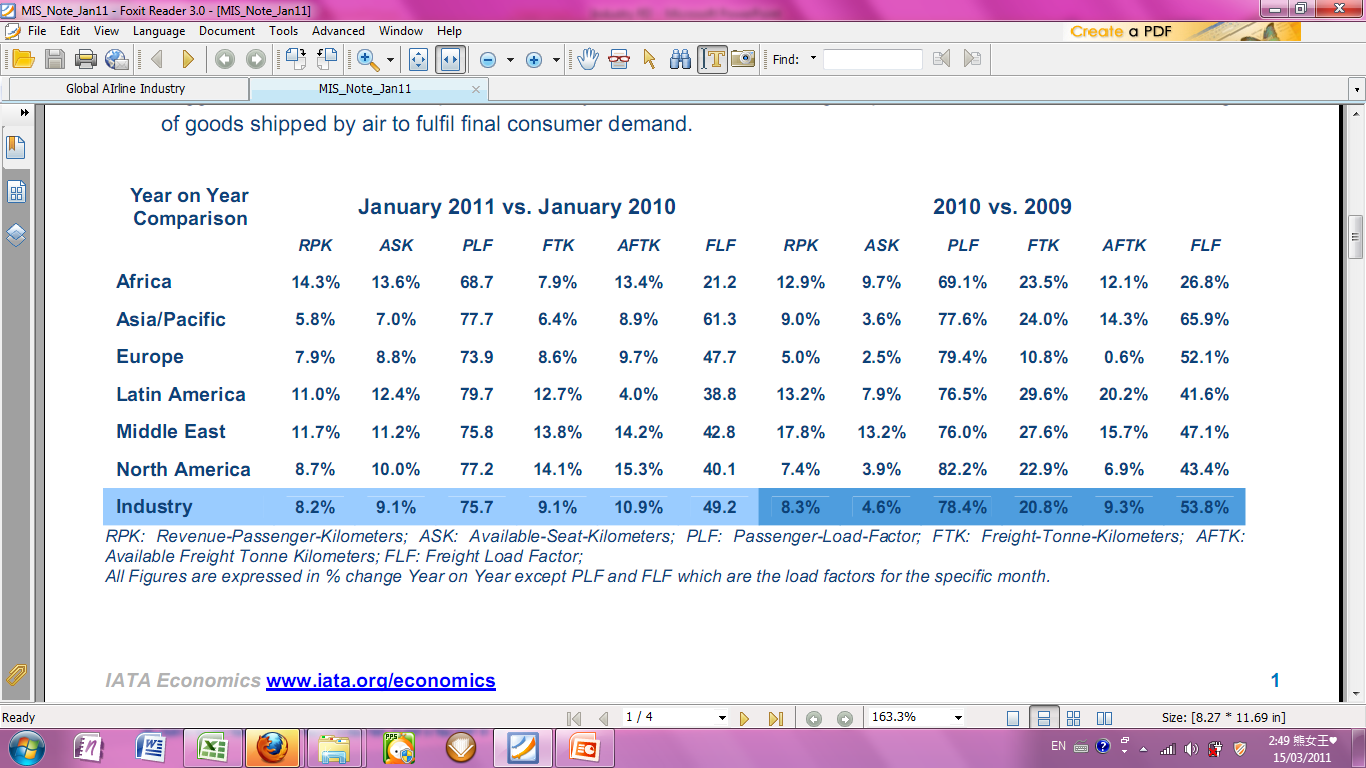 MIS_Note_Jan11 - Foxit Reader 3.0 - [MIS_Note_Jan11]
File Edit View Language Document Tools Advanced Window Help
Create a PDF
Find:
Global AIrline Industry MIS_Note_Jan11
of goods shipped by air to fulfil final consumer demand.
Year on Year
Comparison
January 2011 vs. January 2010 2010 vs. 2009
RPK ASK PLF FTK AFTK FLF RPK ASK PLF FTK AFTK FLF
Africa 14.3% 13.6% 68.7 7.9% 13.4% 21.2 12.9% 9.7% 69.1% 23.5% 12.1% 26.8%
Asia/Pacific 5.8% 7.0% 77.7 6.4% 8.9% 61.3 9.0% 3.6% 77.6% 24.0% 14.3% 65.9%
Europe 7.9% 8.8% 73.9 8.6% 9.7% 47.7 5.0% 2.5% 79.4% 10.8% 0.6% 52.1%
Latin America 11.0% 12.4% 79.7 12.7% 4.0% 38.8 13.2% 7.9% 76.5% 29.6% 20.2% 41.6%
Middle East 11.7% 11.2% 75.8 13.8% 14.2% 42.8 17.8% 13.2% 76.0% 27.6% 15.7% 47.1%
North America 8.7% 10.0% 77.2 14.1% 15.3% 40.1 7.4% 3.9% 82.2% 22.9% 6.9% 43.4%
Industry 8.2% 9.1% 75.7 9.1% 10.9% 49.2 8.3% 4.6% 78.4% 20.8% 9.3% 53.8%
RPK: Revenue-Passenger-Kilometers; ASK: Available-Seat-Kilometers; PLF: Passenger-Load-Factor; FTK: Freight-Tonne-Kilometers; AFTK:
Available Freight Tonne Kilometers; FLF: Freight Load Factor;
All Figures are expressed in % change Year on Year except PLF and FLF which are the load factors for the specific month.
IATA Economics www.iata.org/economics 1
Ready 1 / 4 163.3% Size: [8.27 * 11.69 in]
EN 2:49 熊女王♥
15/03/2011